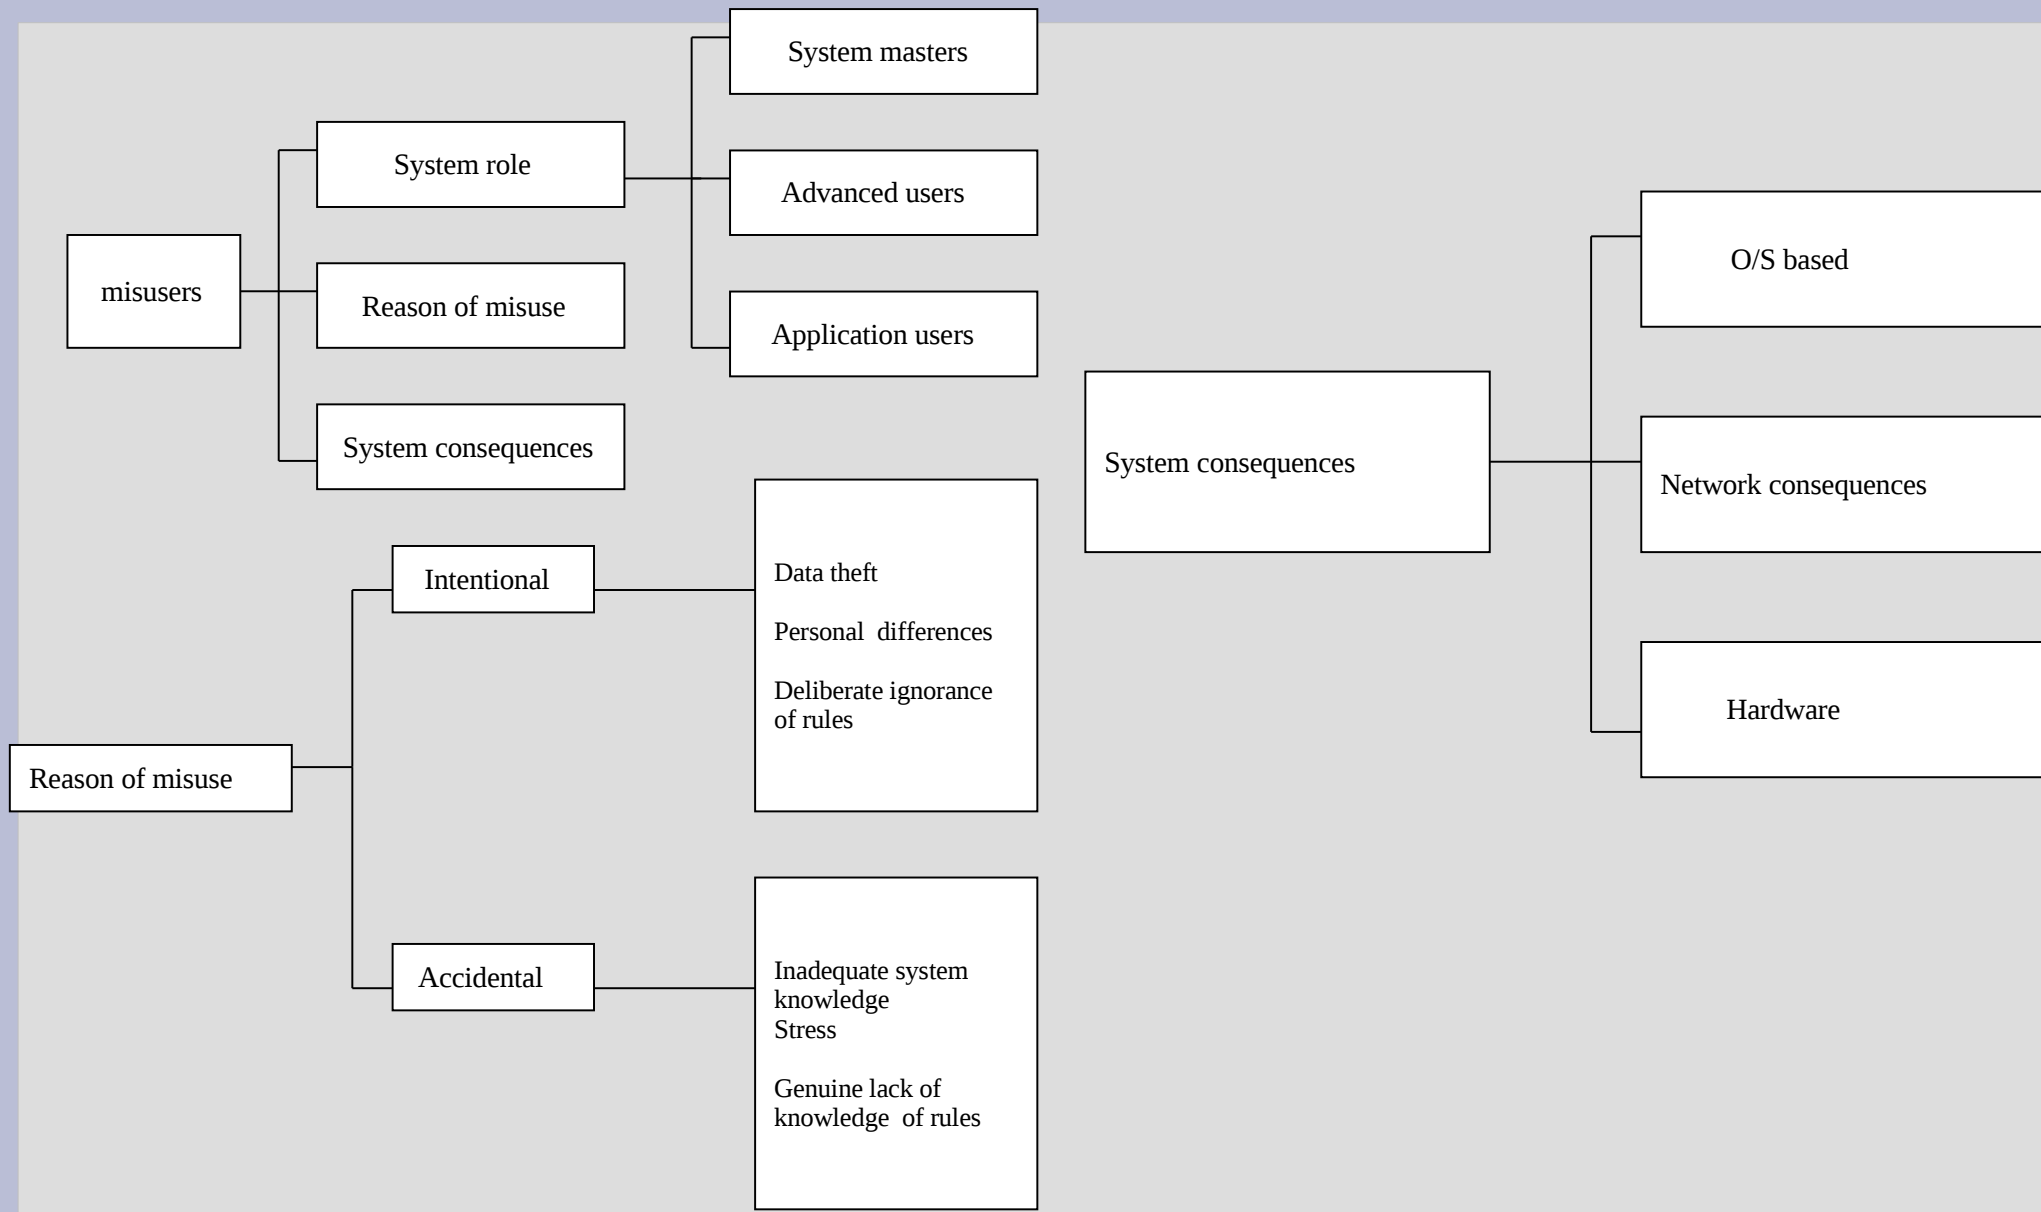 System masters
System role
Advanced users
misusers
Reason of misuse
Application users
System consequences
Intentional
Data theft
Personal  differences
Deliberate ignorance
of rules
Reason of misuse
Accidental
Inadequate system
knowledge
Stress
Genuine lack of
knowledge  of rules
System consequences
O/S based
Network consequences
Hardware